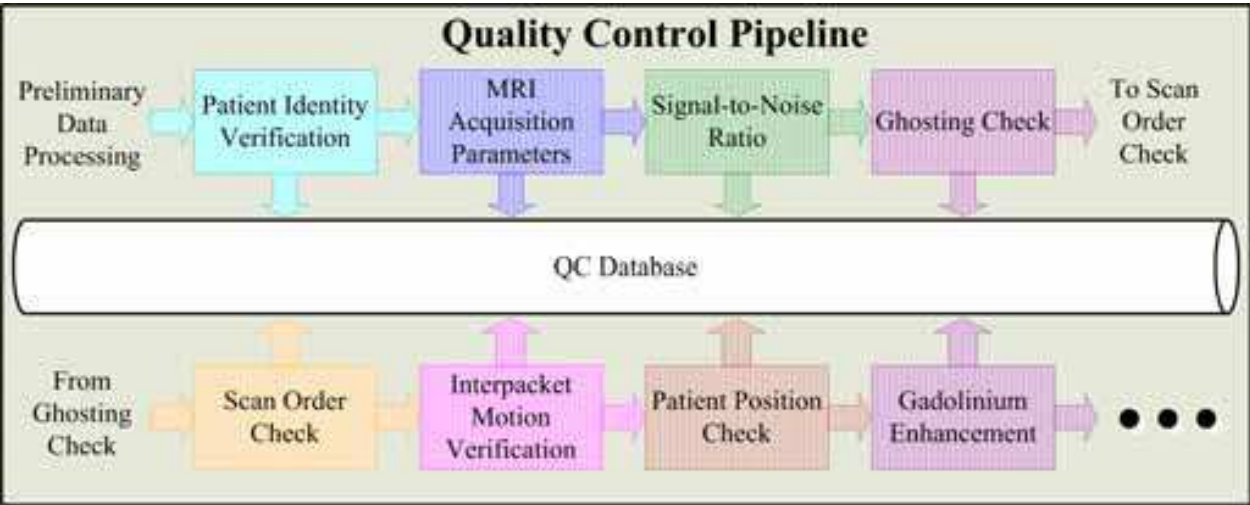 Quality Control Pipeline
Preliminary
Data
Processing
Patient Identity
Verification
MRI
Acquisition
Parameters
Signal-to-Noise
Ratio
Ghosting Check
To Scan
Order
Check
QC Database
From
Ghosting
Check
Scan Order
Check
Interpacket
Motion
Verification
Patient Position
Check
Gadolinium
Enhancement